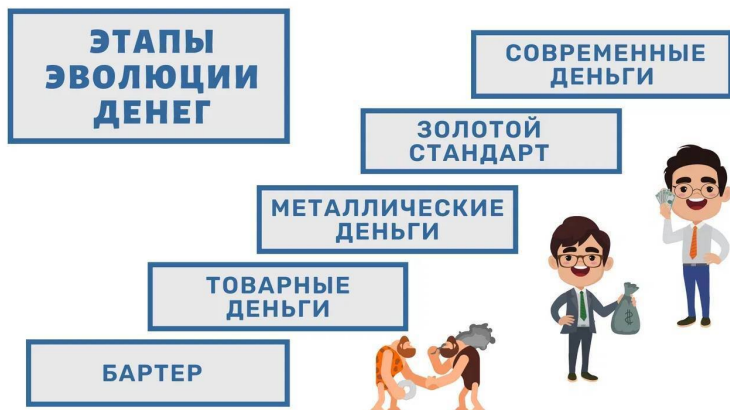 ЭТАПЫ
ЭВОЛЮЦИИ
ДЕНЕГ
СОВРЕМЕННЫЕ
ДЕНЬГИ
ЗОЛОТОЙ
СТАНДАРТ
МЕТАЛЛИЧЕСКИЕ
ДЕНЬГИ
ТОВАРНЫЕ
ДЕНЬГИ
БАРТЕР
$